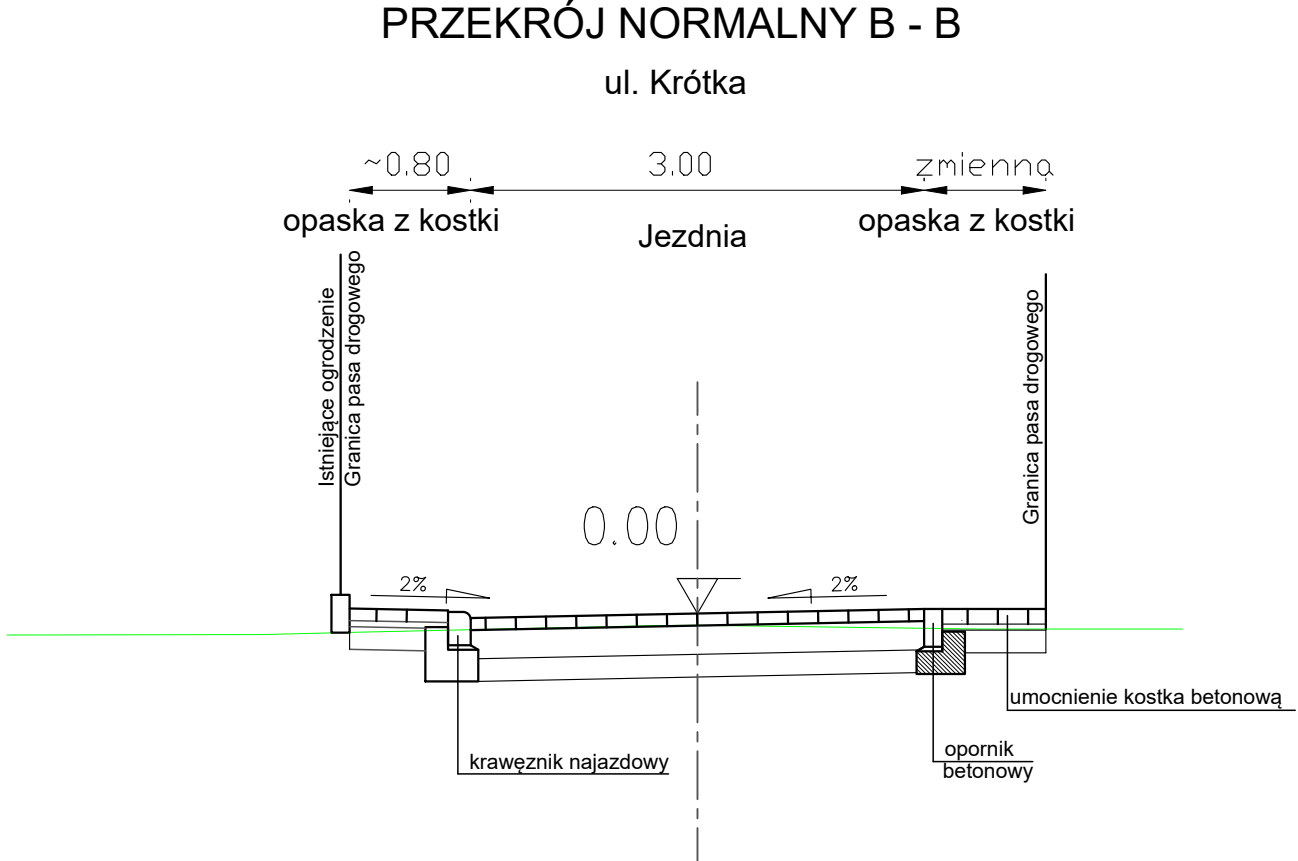 PRZEKRÓJ NORMALNY B - B
ul. Krótka
~0.80
3.00
zmienna
opaska z kostki
Jezdnia
opaska z kostki
Istniejące ogrodzenie
Granica pasa drogowego
Granica pasa drogowego
0.00
2%
2%
umocnienie kostka betonową
krawęznik najazdowy
opornik
betonowy